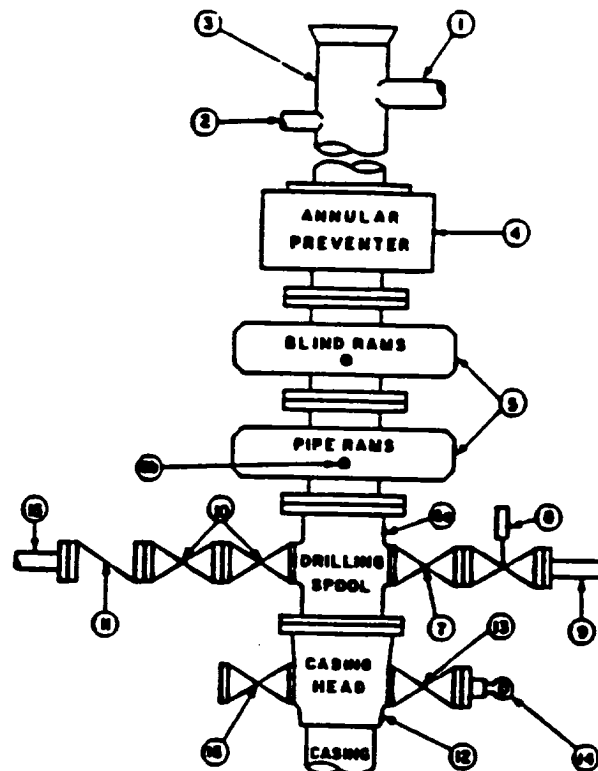 3
1
2
ANNULAR
PREVENTER
4
BLIND RAMS
5
PIPE RAMS
10
8
DRILLING
SPOOL
11
7
13
9
CASING
HEAD
12
14
CASING